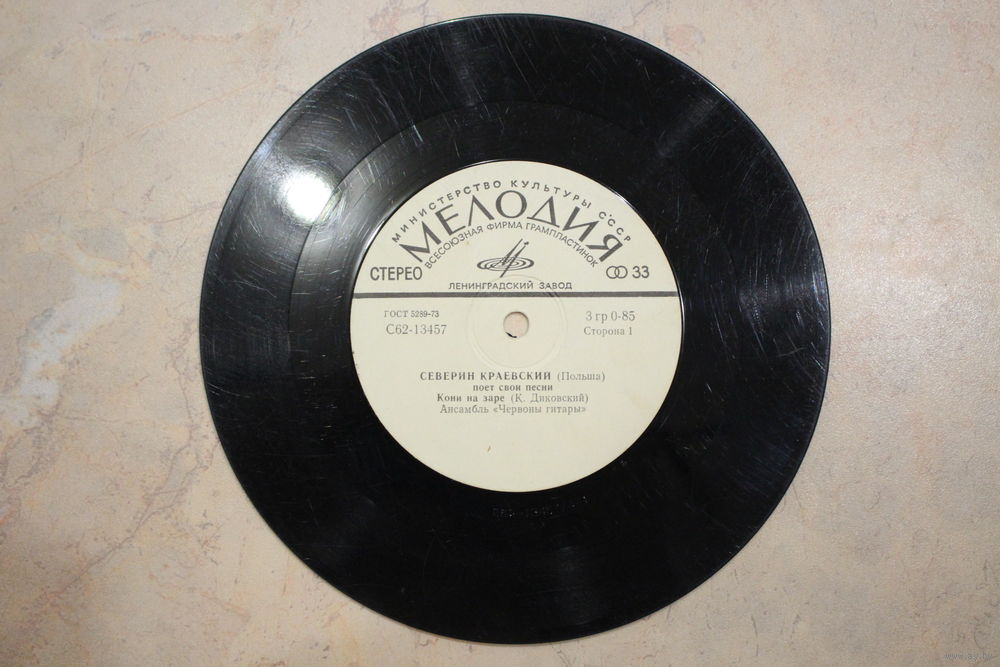 МИНИСТЕРСТВО КУЛЬТУРЫ СССР
МЕЛОДИЯ
ВСЕСОЮЗНАЯ ФИРМА ГРАМПЛАСТИНОК
СТЕРЕО
33
ЛЕНИНГРАДСКИЙ ЗАВОД
ГОСТ 5289-73
3 гр 0-85
С62-13457
Сторона 1
СЕВЕРИН КРАЕВСКИЙ (Польша)
поет свои песни
Кони на заре (К. Диковский)
Ансамбль «Червоны гитары»